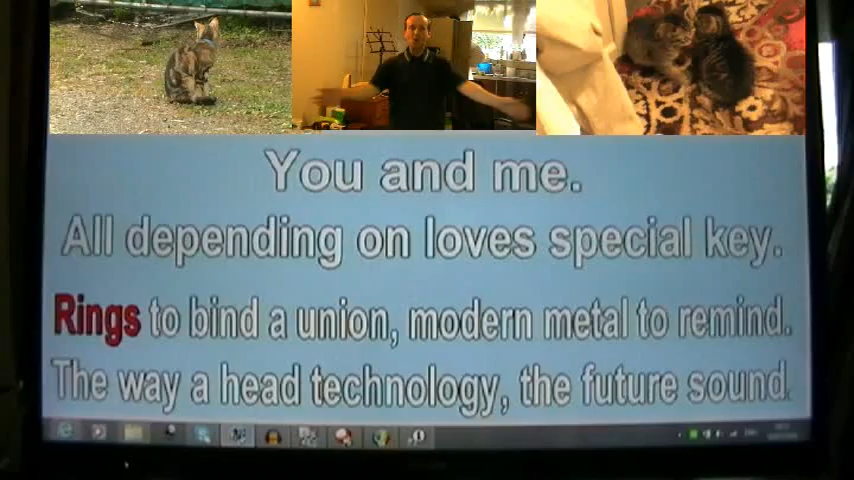 You and me.
All depending on loves special key.
Rings to bind a union, modern metal to remind.
The way a head technology, the future sound.